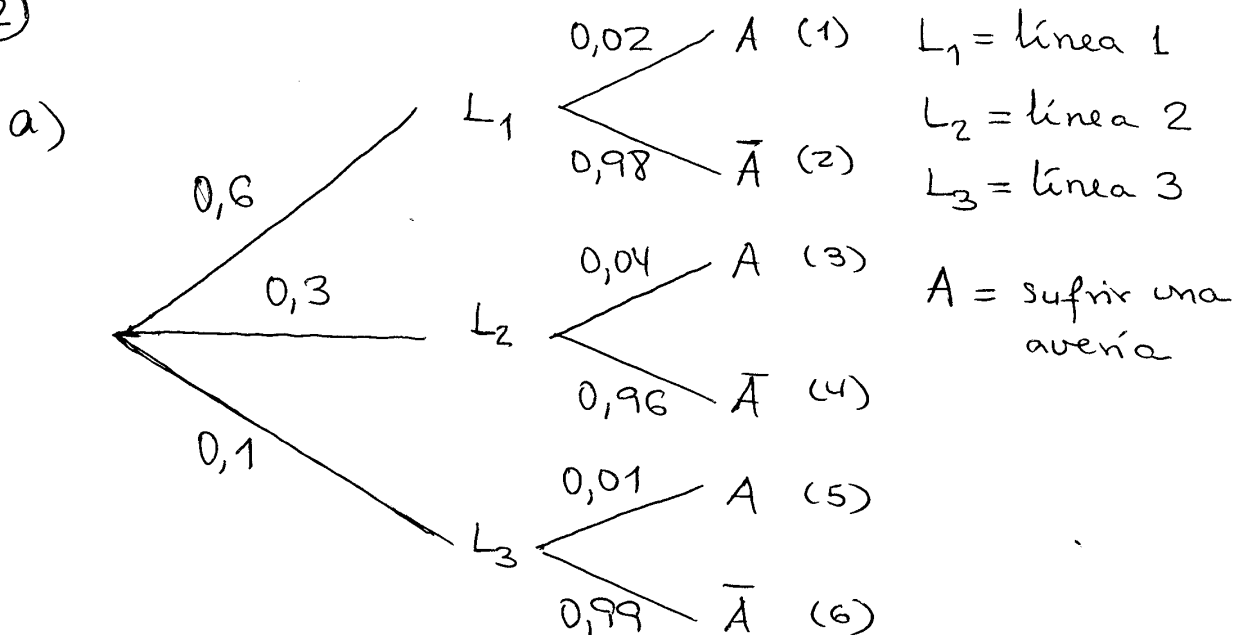 2)
a)
0,6
0,3
0,1
L₁
0,02
A (1)
0,98
Ā (2)
L₂
0,04
A (3)
0,96
Ā (4)
L₃
0,01
A (5)
0,99
Ā (6)
L₁ = línea 1
L₂ = línea 2
L₃ = línea 3
A = sufrir una
avería